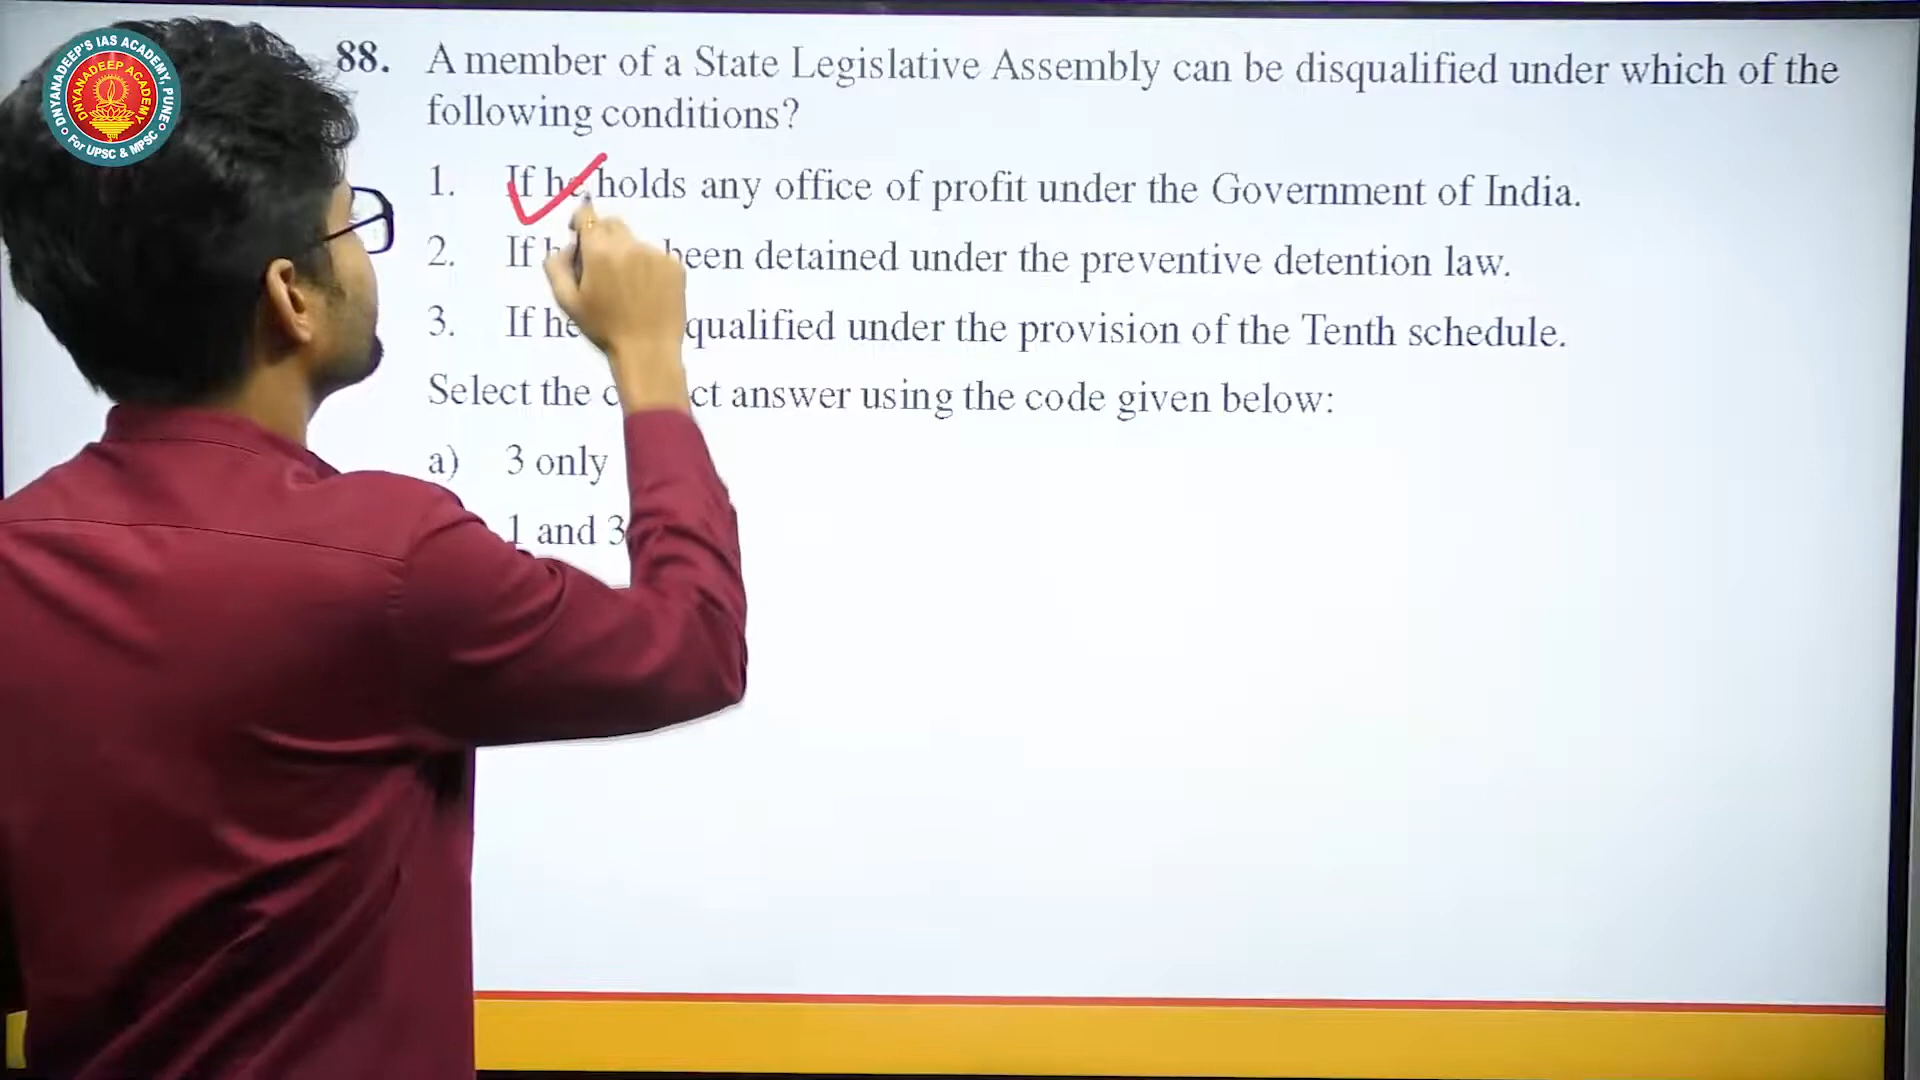 DNYANADEEP'S IAS ACADEMY, PUNE
DNYANADEEP ACADEMY
For UPSC & MPSC
88. A member of a State Legislative Assembly can be disqualified under which of the
following conditions?
1. If he holds any office of profit under the Government of India.
2. If been detained under the preventive detention law.
3. If he qualified under the provision of the Tenth schedule.
Select the ct answer using the code given below:
a) 3 only
1 and 3